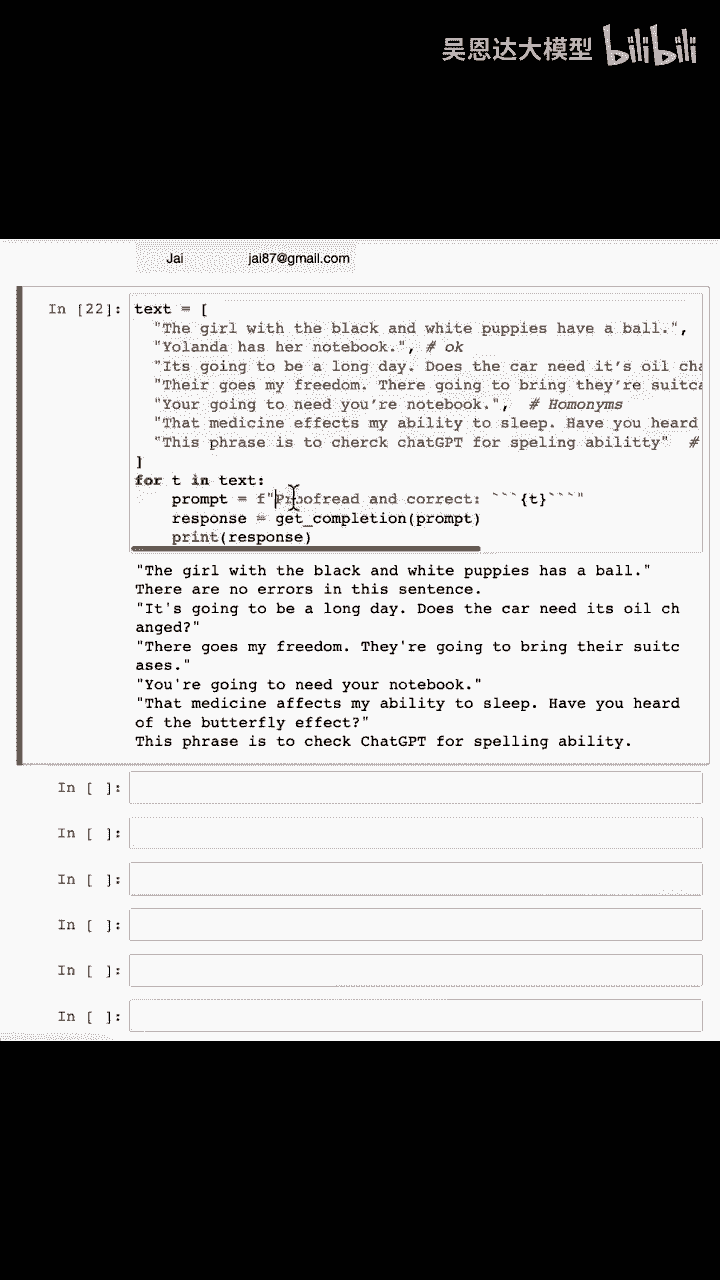 吴恩达大模型 bilibili
Jai jai87@gmail.com
In [22]: text = [
"The girl with the black and white puppies have a ball.",
"Yolanda has her notebook.", # ok
"Its going to be a long day. Does the car need it’s oil cha
"Their goes my freedom. There going to bring they’re suitca
"Your going to need you’re notebook.", # Homonyms
"That medicine effects my ability to sleep. Have you heard
"This phrase is to cherck chatGPT for speling abilitty" #
]
for t in text:
prompt = f"Proofread and correct: ```{t}```"
response = get_completion(prompt)
print(response)
"The girl with the black and white puppies has a ball."
There are no errors in this sentence.
"It's going to be a long day. Does the car need its oil ch
anged?"
"There goes my freedom. They're going to bring their suitc
ases."
"You're going to need your notebook."
"That medicine affects my ability to sleep. Have you heard
of the butterfly effect?"
This phrase is to check ChatGPT for spelling ability.
In [ ]:
In [ ]:
In [ ]:
In [ ]:
In [ ]:
In [ ]: